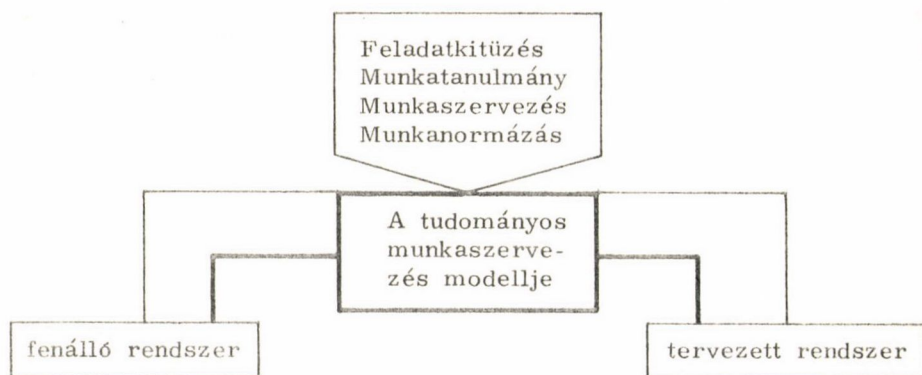 Feladatkitüzés
Munkatanulmány
Munkaszervezés
Munkanormázás
A tudományos
munkaszerve-
zés modellje
fenálló rendszer
tervezett rendszer